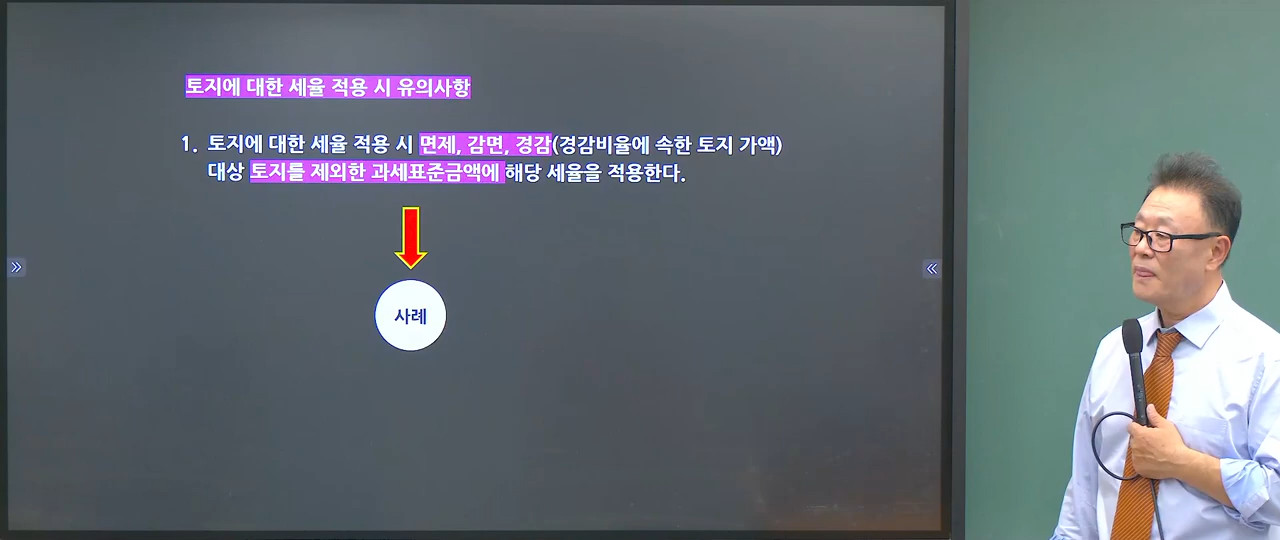 토지에 대한 세율 적용 시 유의사항
1. 토지에 대한 세율 적용 시 면제, 감면, 경감(경감비율에 속한 토지 가액)
대상 토지를 제외한 과세표준금액에 해당 세율을 적용한다.
사례